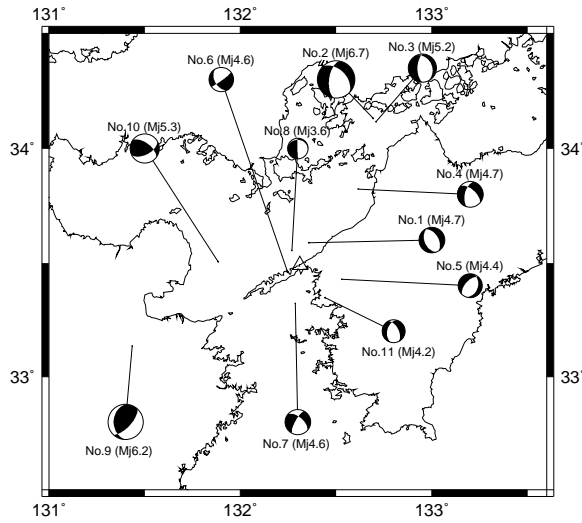 131˚ 132˚ 133˚
No.6 (Mj4.6)
No.2 (Mj6.7)
No.3 (Mj5.2)
No.10 (Mj5.3)
No.8 (Mj3.6)
34˚ 34˚
No.4 (Mj4.7)
No.1 (Mj4.7)
No.5 (Mj4.4)
No.11 (Mj4.2)
33˚ 33˚
No.9 (Mj6.2)
No.7 (Mj4.6)
131˚ 132˚ 133˚